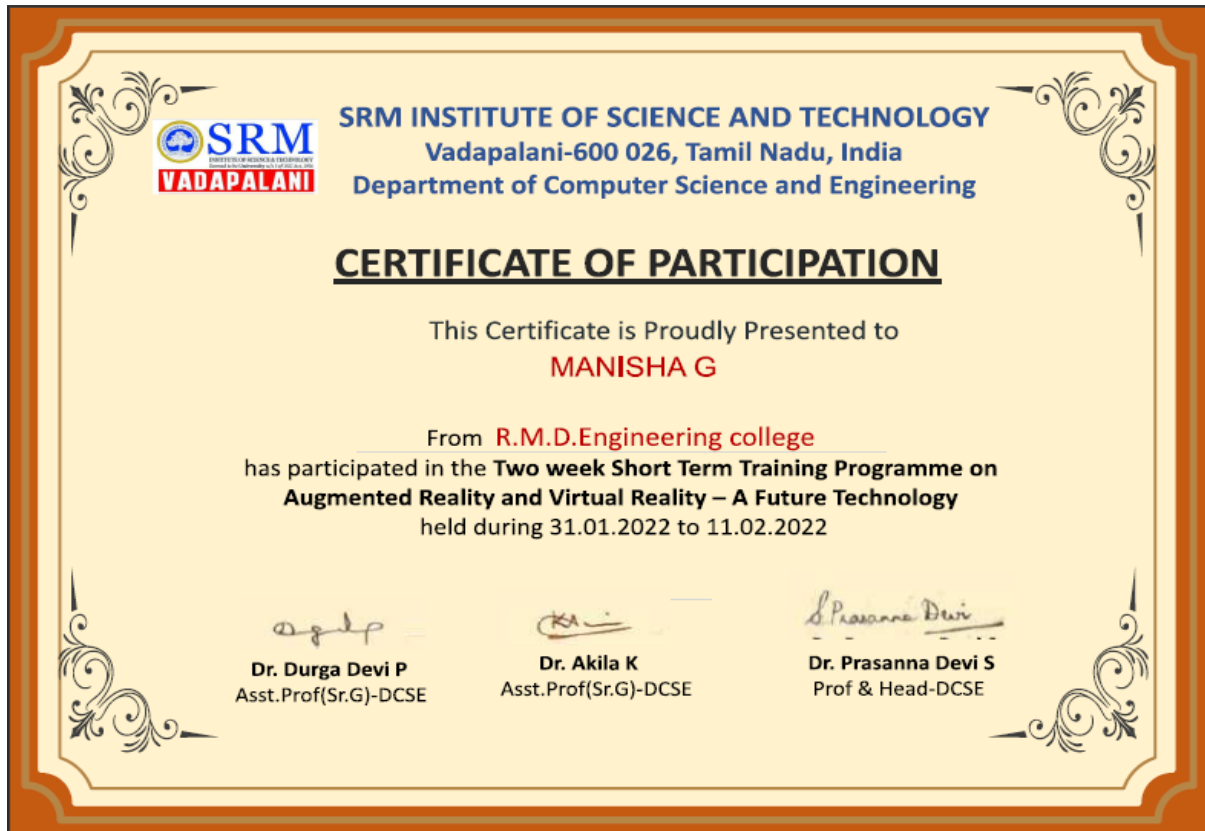 SRM
INSTITUTE OF SCIENCE & TECHNOLOGY
VADAPALANI
SRM INSTITUTE OF SCIENCE AND TECHNOLOGY
Vadapalani-600 026, Tamil Nadu, India
Department of Computer Science and Engineering
CERTIFICATE OF PARTICIPATION
This Certificate is Proudly Presented to
MANISHA G
From R.M.D.Engineering college
has participated in the Two week Short Term Training Programme on
Augmented Reality and Virtual Reality – A Future Technology
held during 31.01.2022 to 11.02.2022
S Prasanna Devi
Dr. Durga Devi P
Asst.Prof(Sr.G)-DCSE
Dr. Akila K
Asst.Prof(Sr.G)-DCSE
Dr. Prasanna Devi S
Prof & Head-DCSE